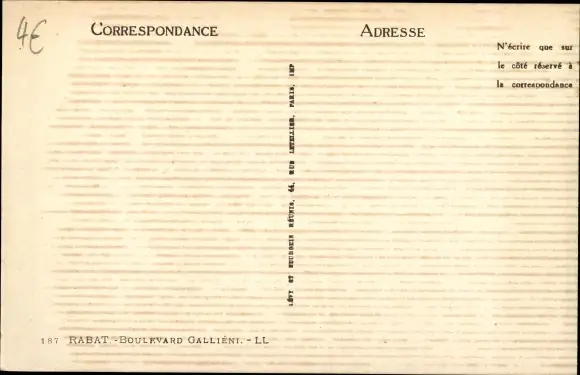 4€
CORRESPONDANCE
ADRESSE
N'écrire que sur
le côté réservé à
la correspondance
LÉVY ET NEURDEIN RÉUNIS, 44, RUE LETELLIER, PARIS, IMP
187 RABAT. - BOULEVARD GALLIÉNI. - LL